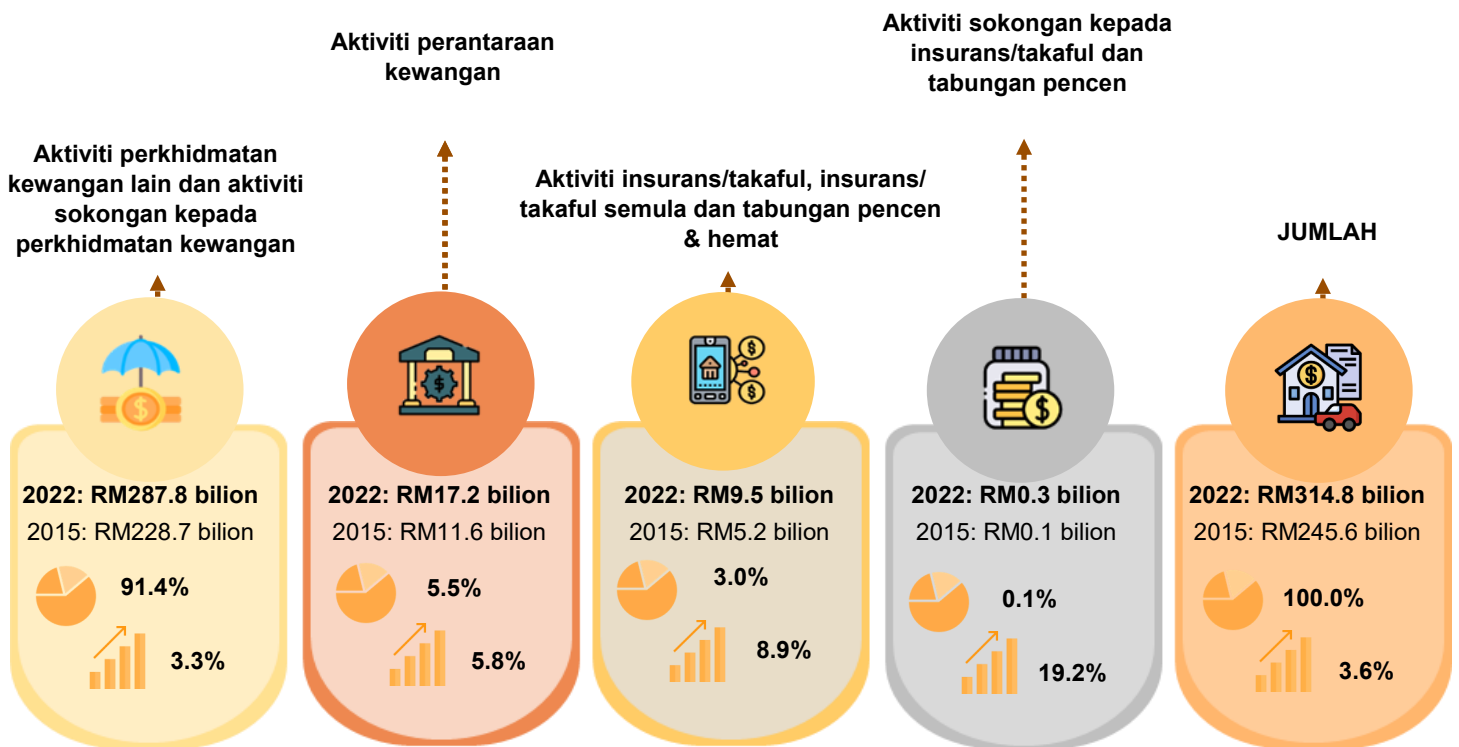 Aktiviti perkhidmatan
kewangan lain dan aktiviti
sokongan kepada
perkhidmatan kewangan
2022: RM287.8 bilion
2015: RM228.7 bilion
91.4%
3.3%
Aktiviti perantaraan
kewangan
2022: RM17.2 bilion
2015: RM11.6 bilion
5.5%
5.8%
Aktiviti insurans/takaful, insurans/
takaful semula dan tabungan pencen
& hemat
2022: RM9.5 bilion
2015: RM5.2 bilion
3.0%
8.9%
Aktiviti sokongan kepada
insurans/takaful dan
tabungan pencen
2022: RM0.3 bilion
2015: RM0.1 bilion
0.1%
19.2%
JUMLAH
2022: RM314.8 bilion
2015: RM245.6 bilion
100.0%
3.6%